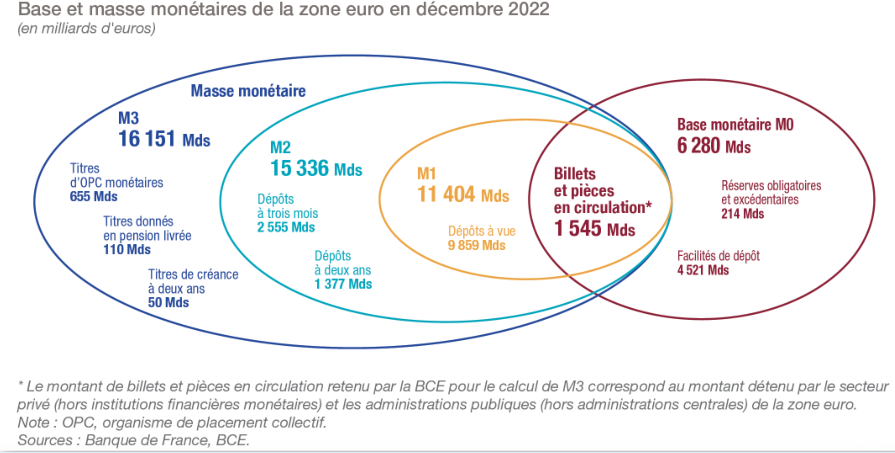 Base et masse monétaires de la zone euro en décembre 2022
(en milliards d'euros)
Masse monétaire
M3
16 151 Mds
Titres
d'OPC monétaires
655 Mds
Titres donnés
en pension livrée
110 Mds
Titres de créance
à deux ans
50 Mds
M2
15 336 Mds
Dépôts
à trois mois
2 555 Mds
Dépôts
à deux ans
1 377 Mds
M1
11 404 Mds
Dépôts à vue
9 859 Mds
Billets
et pièces
en circulation*
1 545 Mds
Base monétaire M0
6 280 Mds
Réserves obligatoires
et excédentaires
214 Mds
Facilités de dépôt
4 521 Mds
* Le montant de billets et pièces en circulation retenu par la BCE pour le calcul de M3 correspond au montant détenu par le secteur
privé (hors institutions financières monétaires) et les administrations publiques (hors administrations centrales) de la zone euro.
Note : OPC, organisme de placement collectif.
Sources : Banque de France, BCE.